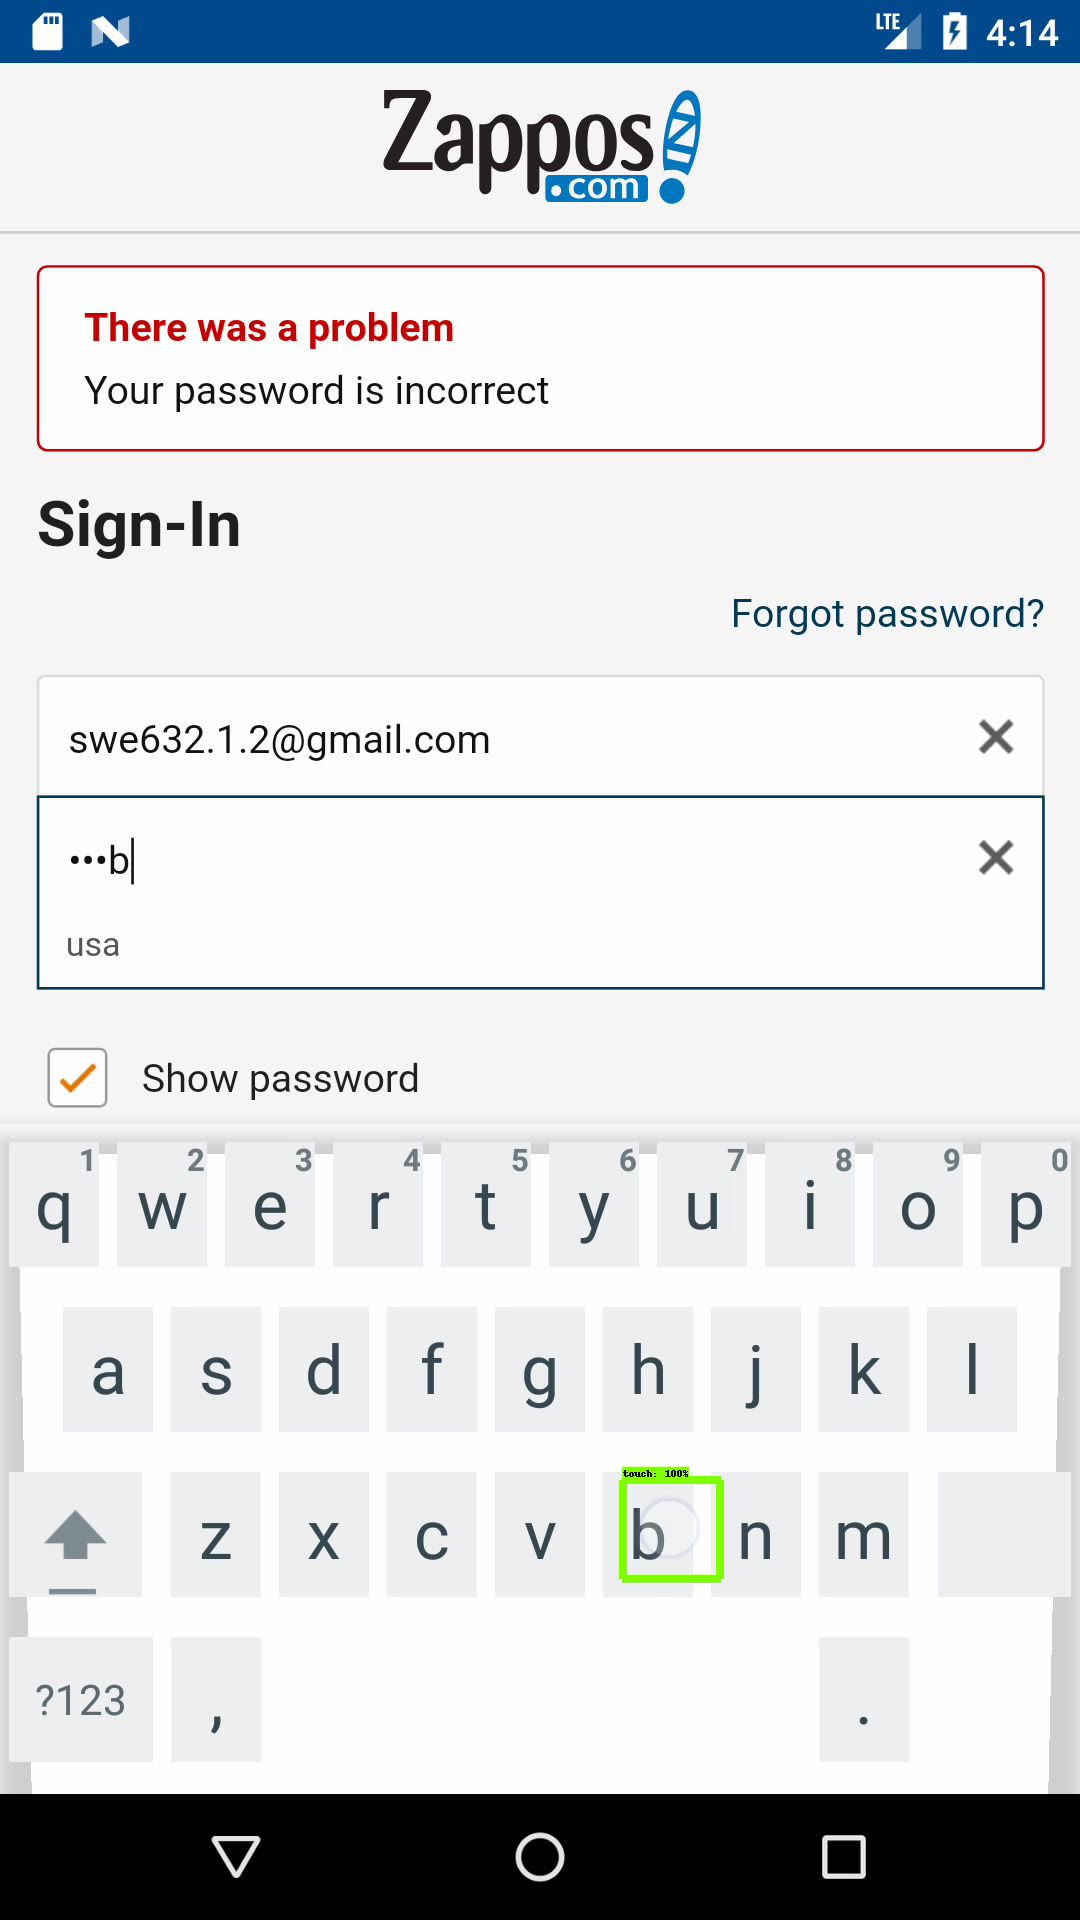 LTE 4:14
Zappos
.com
There was a problem
Your password is incorrect
Sign-In
Forgot password?
swe632.1.2@gmail.com
•••b
usa
Show password
1 2 3 4 5 6 7 8 9 0
q w e r t y u i o p
a s d f g h j k l
touch: 100%
z x c v b n m
?123 , .